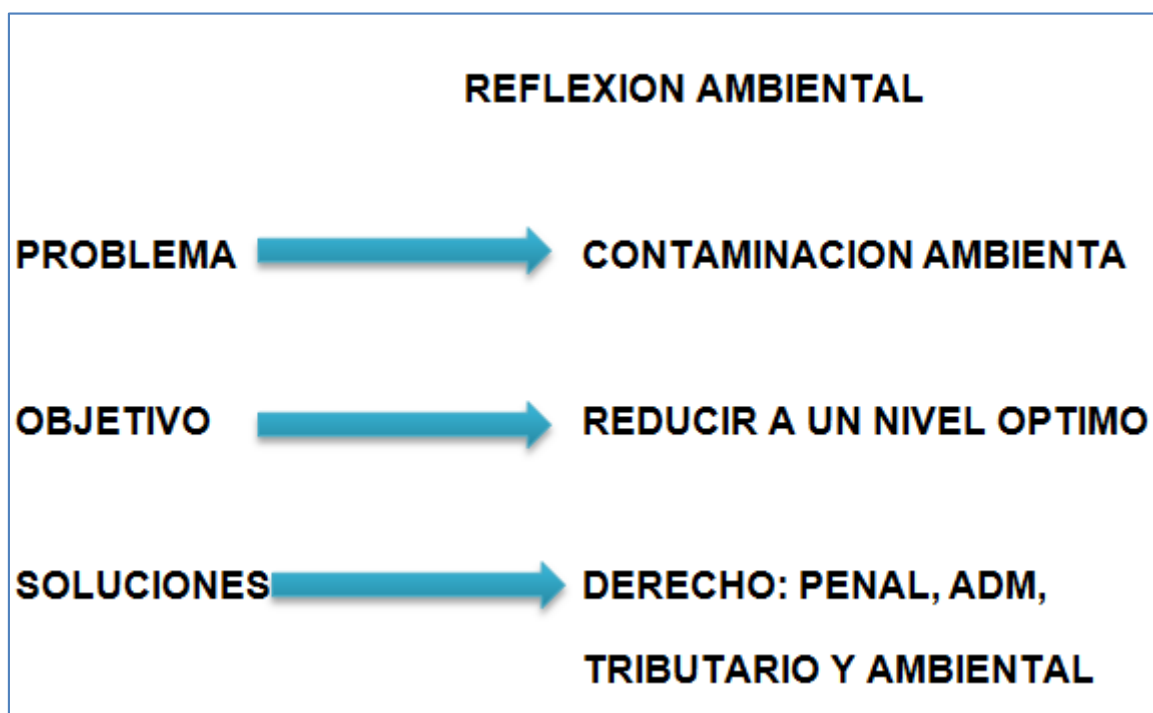 REFLEXION AMBIENTAL
PROBLEMA CONTAMINACION AMBIENTA
OBJETIVO REDUCIR A UN NIVEL OPTIMO
SOLUCIONES DERECHO: PENAL, ADM,
TRIBUTARIO Y AMBIENTAL